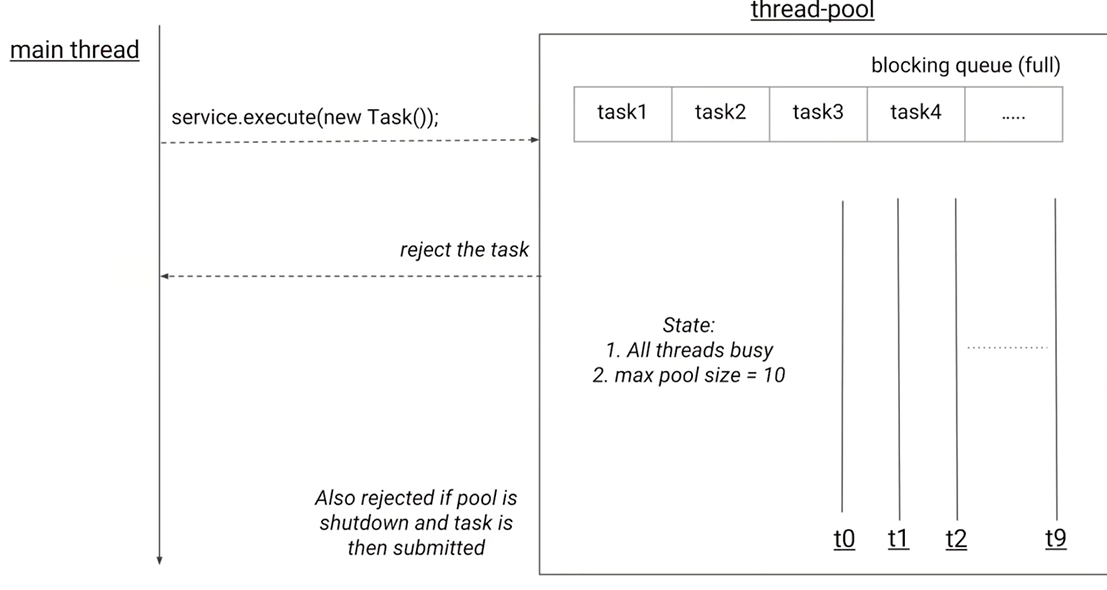 thread-pool
main thread
blocking queue (full)
task1 task2 task3 task4 .....
service.execute(new Task());
reject the task
State:
1. All threads busy
2. max pool size = 10
Also rejected if pool is
shutdown and task is
then submitted
t0 t1 t2 t9